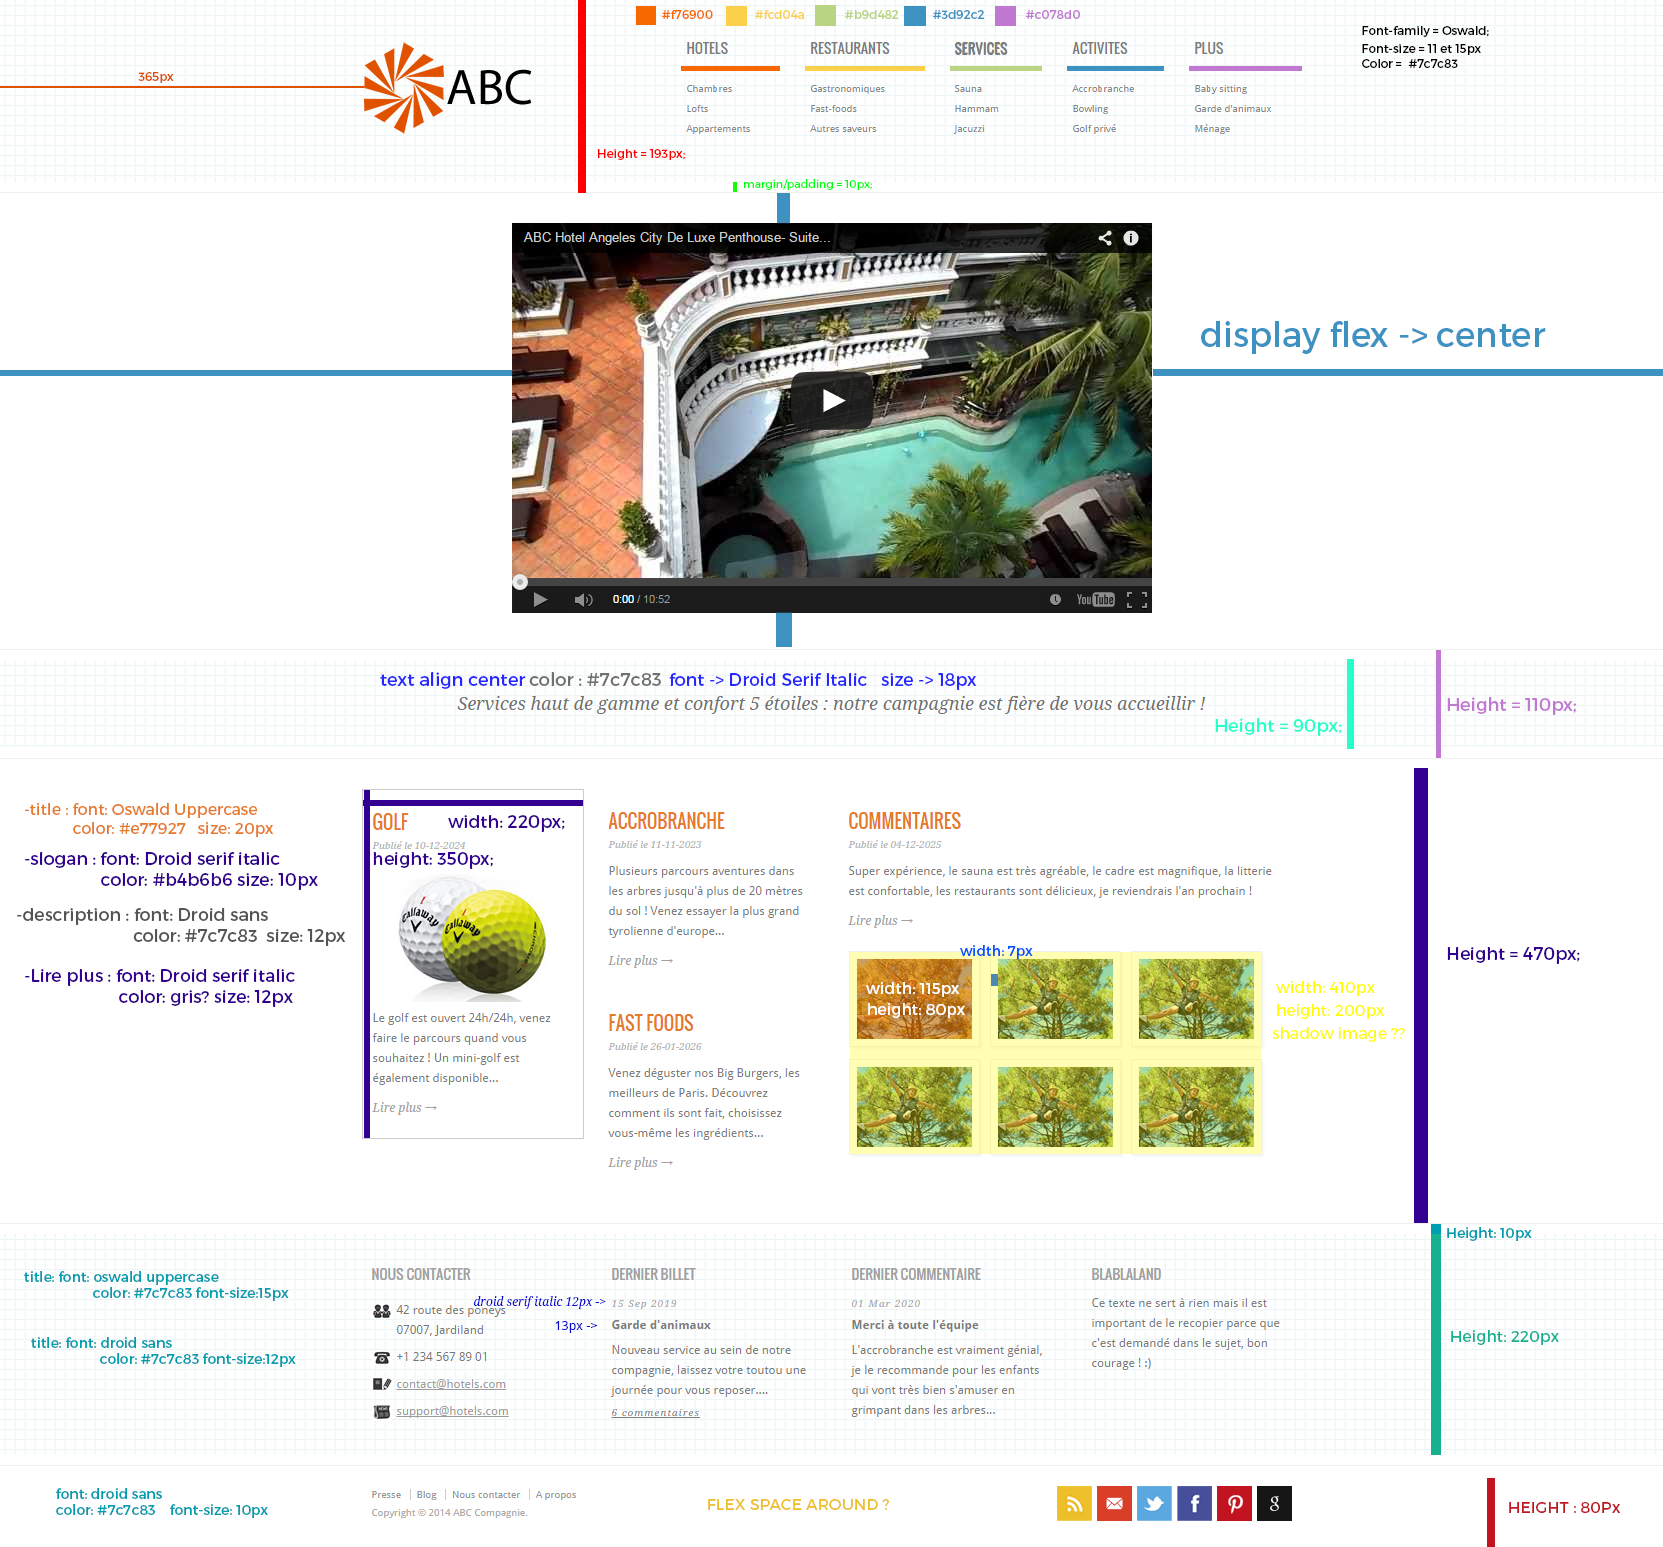 #f76900 #fcd04a #b9d482 #3d92c2 #c078d0
Font-family = Oswald;
Font-size = 11 et 15px
Color = #7c7c83
365px
ABC
HOTELS RESTAURANTS SERVICES ACTIVITES PLUS
Chambres Gastronomiques Sauna Accrobranche Baby sitting
Lofts Fast-foods Hammam Bowling Garde d'animaux
Appartements Autres saveurs Jacuzzi Golf privé Ménage
Height = 193px;
margin/padding = 10px;
ABC Hotel Angeles City De Luxe Penthouse- Suite...
display flex -> center
0:00 / 10:52
YouTube
text align center color : #7c7c83 font -> Droid Serif Italic size -> 18px
Services haut de gamme et confort 5 étoiles : notre campagnie est fière de vous accueillir !
Height = 90px;
Height = 110px;
-title : font: Oswald Uppercase
color: #e77927 size: 20px
-slogan : font: Droid serif italic
color: #b4b6b6 size: 10px
-description : font: Droid sans
color: #7c7c83 size: 12px
-Lire plus : font: Droid serif italic
color: gris? size: 12px
GOLF
width: 220px;
Publié le 10-12-2024
height: 350px;
Callaway
Callaway
Le golf est ouvert 24h/24h, venez
faire le parcours quand vous
souhaitez ! Un mini-golf est
également disponible...
Lire plus →
ACCROBRANCHE
Publié le 11-11-2023
Plusieurs parcours aventures dans
les arbres jusqu'à plus de 20 mètres
du sol ! Venez essayer la plus grand
tyrolienne d'europe...
Lire plus →
FAST FOODS
Publié le 26-01-2026
Venez déguster nos Big Burgers, les
meilleurs de Paris. Découvrez
comment ils sont fait, choisissez
vous-même les ingrédients...
Lire plus →
COMMENTAIRES
Publié le 04-12-2025
Super expérience, le sauna est très agréable, le cadre est magnifique, la litterie
est confortable, les restaurants sont délicieux, je reviendrais l'an prochain !
Lire plus →
width: 7px
width: 115px
height: 80px
width: 410px
height: 200px
shadow image ??
Height = 470px;
Height: 10px
title: font: oswald uppercase
color: #7c7c83 font-size:15px
title: font: droid sans
color: #7c7c83 font-size:12px
NOUS CONTACTER
droid serif italic 12px ->
42 route des poneys
13px ->
07007, Jardiland
+1 234 567 89 01
contact@hotels.com
support@hotels.com
DERNIER BILLET
15 Sep 2019
Garde d'animaux
Nouveau service au sein de notre
compagnie, laissez votre toutou une
journée pour vous reposer....
6 commentaires
DERNIER COMMENTAIRE
01 Mar 2020
Merci à toute l'équipe
L'accrobranche est vraiment génial,
je le recommande pour les enfants
qui vont très bien s'amuser en
grimpant dans les arbres...
BLABLALAND
Ce texte ne sert à rien mais il est
important de le recopier parce que
c'est demandé dans le sujet, bon
courage ! :)
Height: 220px
font: droid sans
color: #7c7c83 font-size: 10px
Presse Blog Nous contacter A propos
Copyright © 2014 ABC Compagnie.
FLEX SPACE AROUND ?
HEIGHT : 80Px